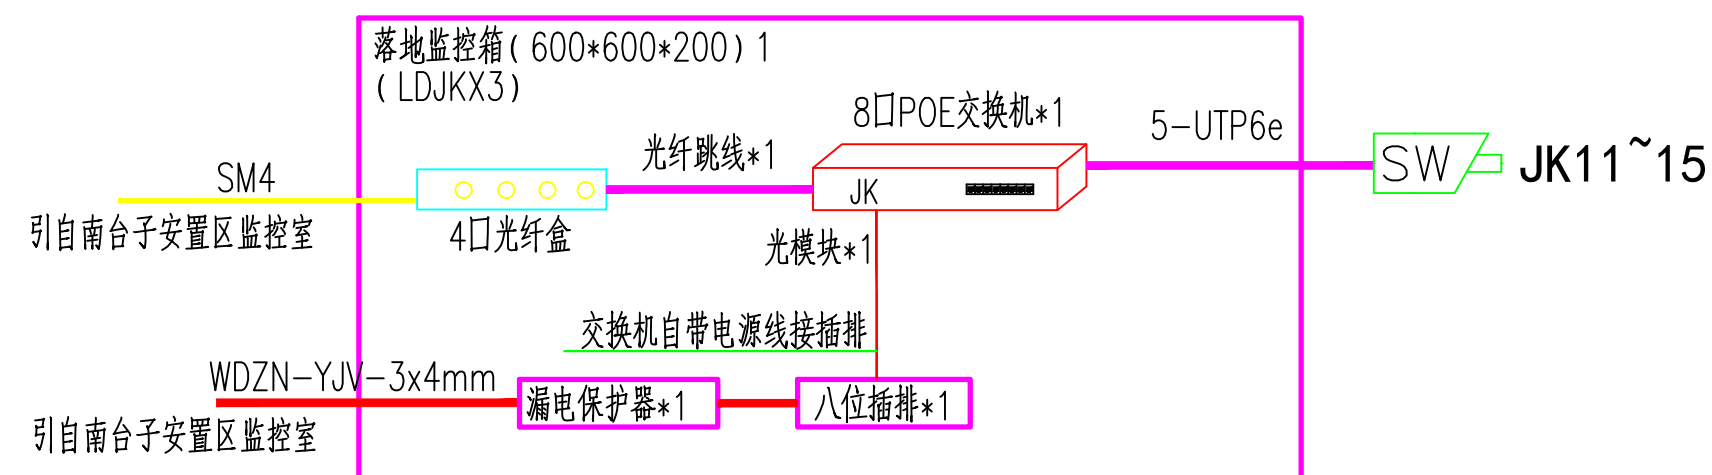 落地监控箱(600*600*200)1
(LDJKX3)
8口POE交换机*1
5-UTP6e
光纤跳线*1
SM4
JK
SW
JK11~15
引自南台子安置区监控室
4口光纤盒
光模块*1
交换机自带电源线接插排
WDZN-YJV-3x4mm
漏电保护器*1
八位插排*1
引自南台子安置区监控室